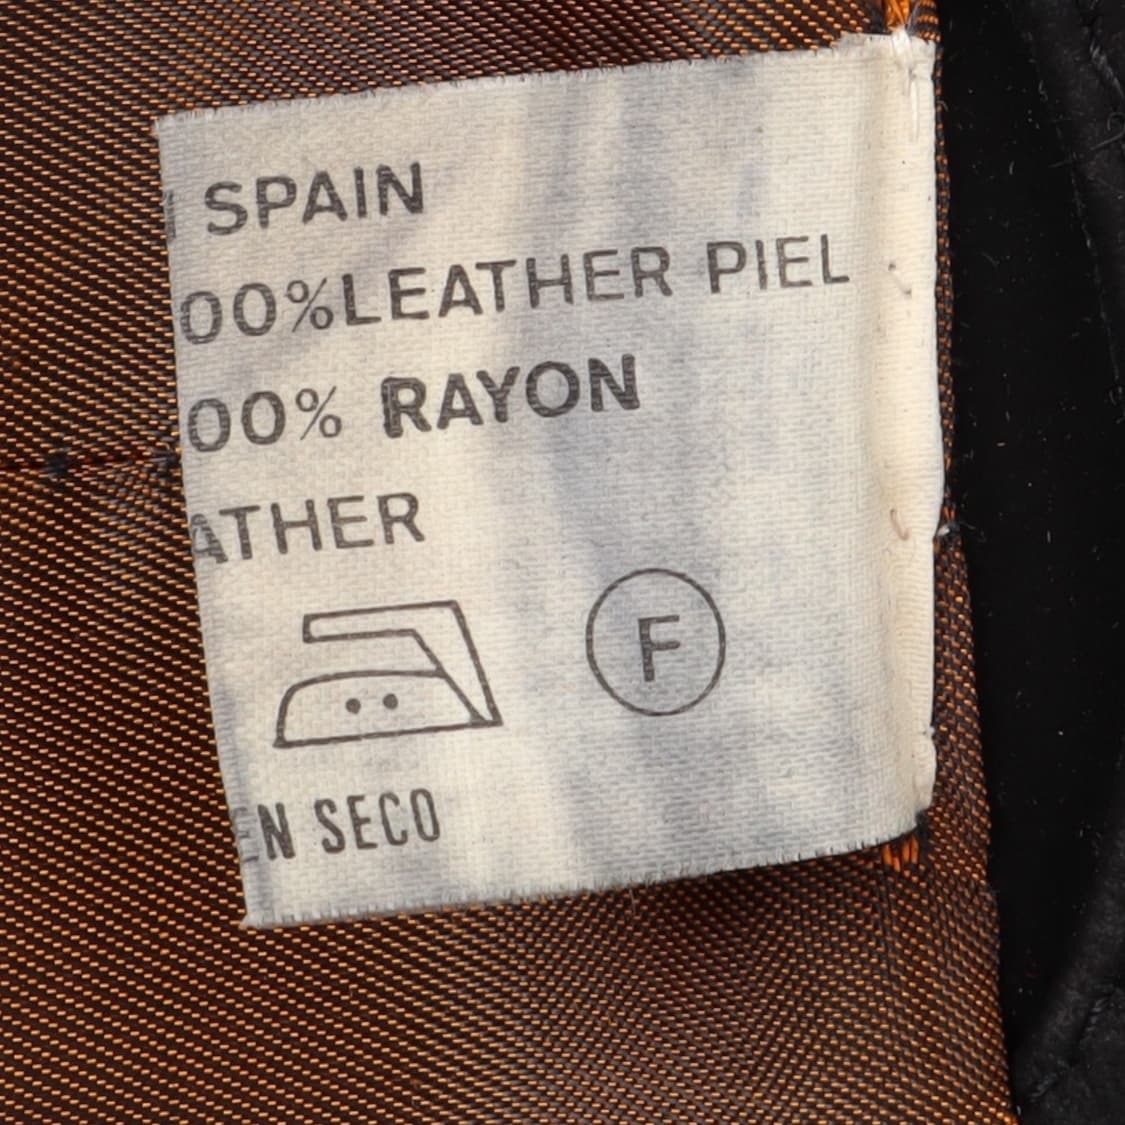 SPAIN
00%LEATHER PIEL
00% RAYON
ATHER
F
EN SECO